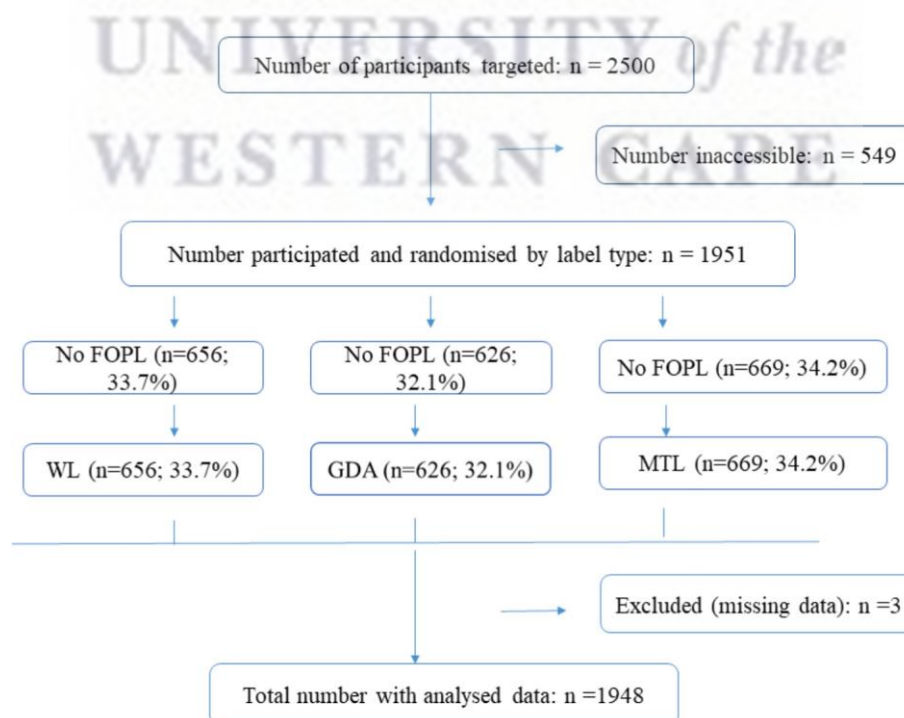 UNIVERSITY of the
WESTERN CAPE
Number of participants targeted: n = 2500
Number inaccessible: n = 549
Number participated and randomised by label type: n = 1951
No FOPL (n=656;
33.7%)
No FOPL (n=626;
32.1%)
No FOPL (n=669; 34.2%)
WL (n=656; 33.7%)
GDA (n=626; 32.1%)
MTL (n=669; 34.2%)
Excluded (missing data): n =3
Total number with analysed data: n =1948